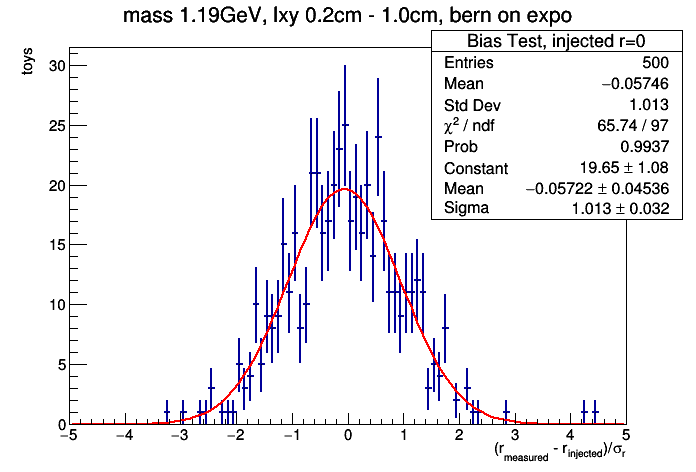 mass 1.19GeV, lxy 0.2cm - 1.0cm, bern on expo
Bias Test, injected r=0
Entries 500
Mean −0.05746
Std Dev 1.013
χ² / ndf 65.74 / 97
Prob 0.9937
Constant 19.65 ± 1.08
Mean −0.05722 ± 0.04536
Sigma 1.013 ± 0.032
toys
30
25
20
15
10
5
0
−5 −4 −3 −2 −1 0 1 2 3 4 5
(r_measured - r_injected)/σ_r